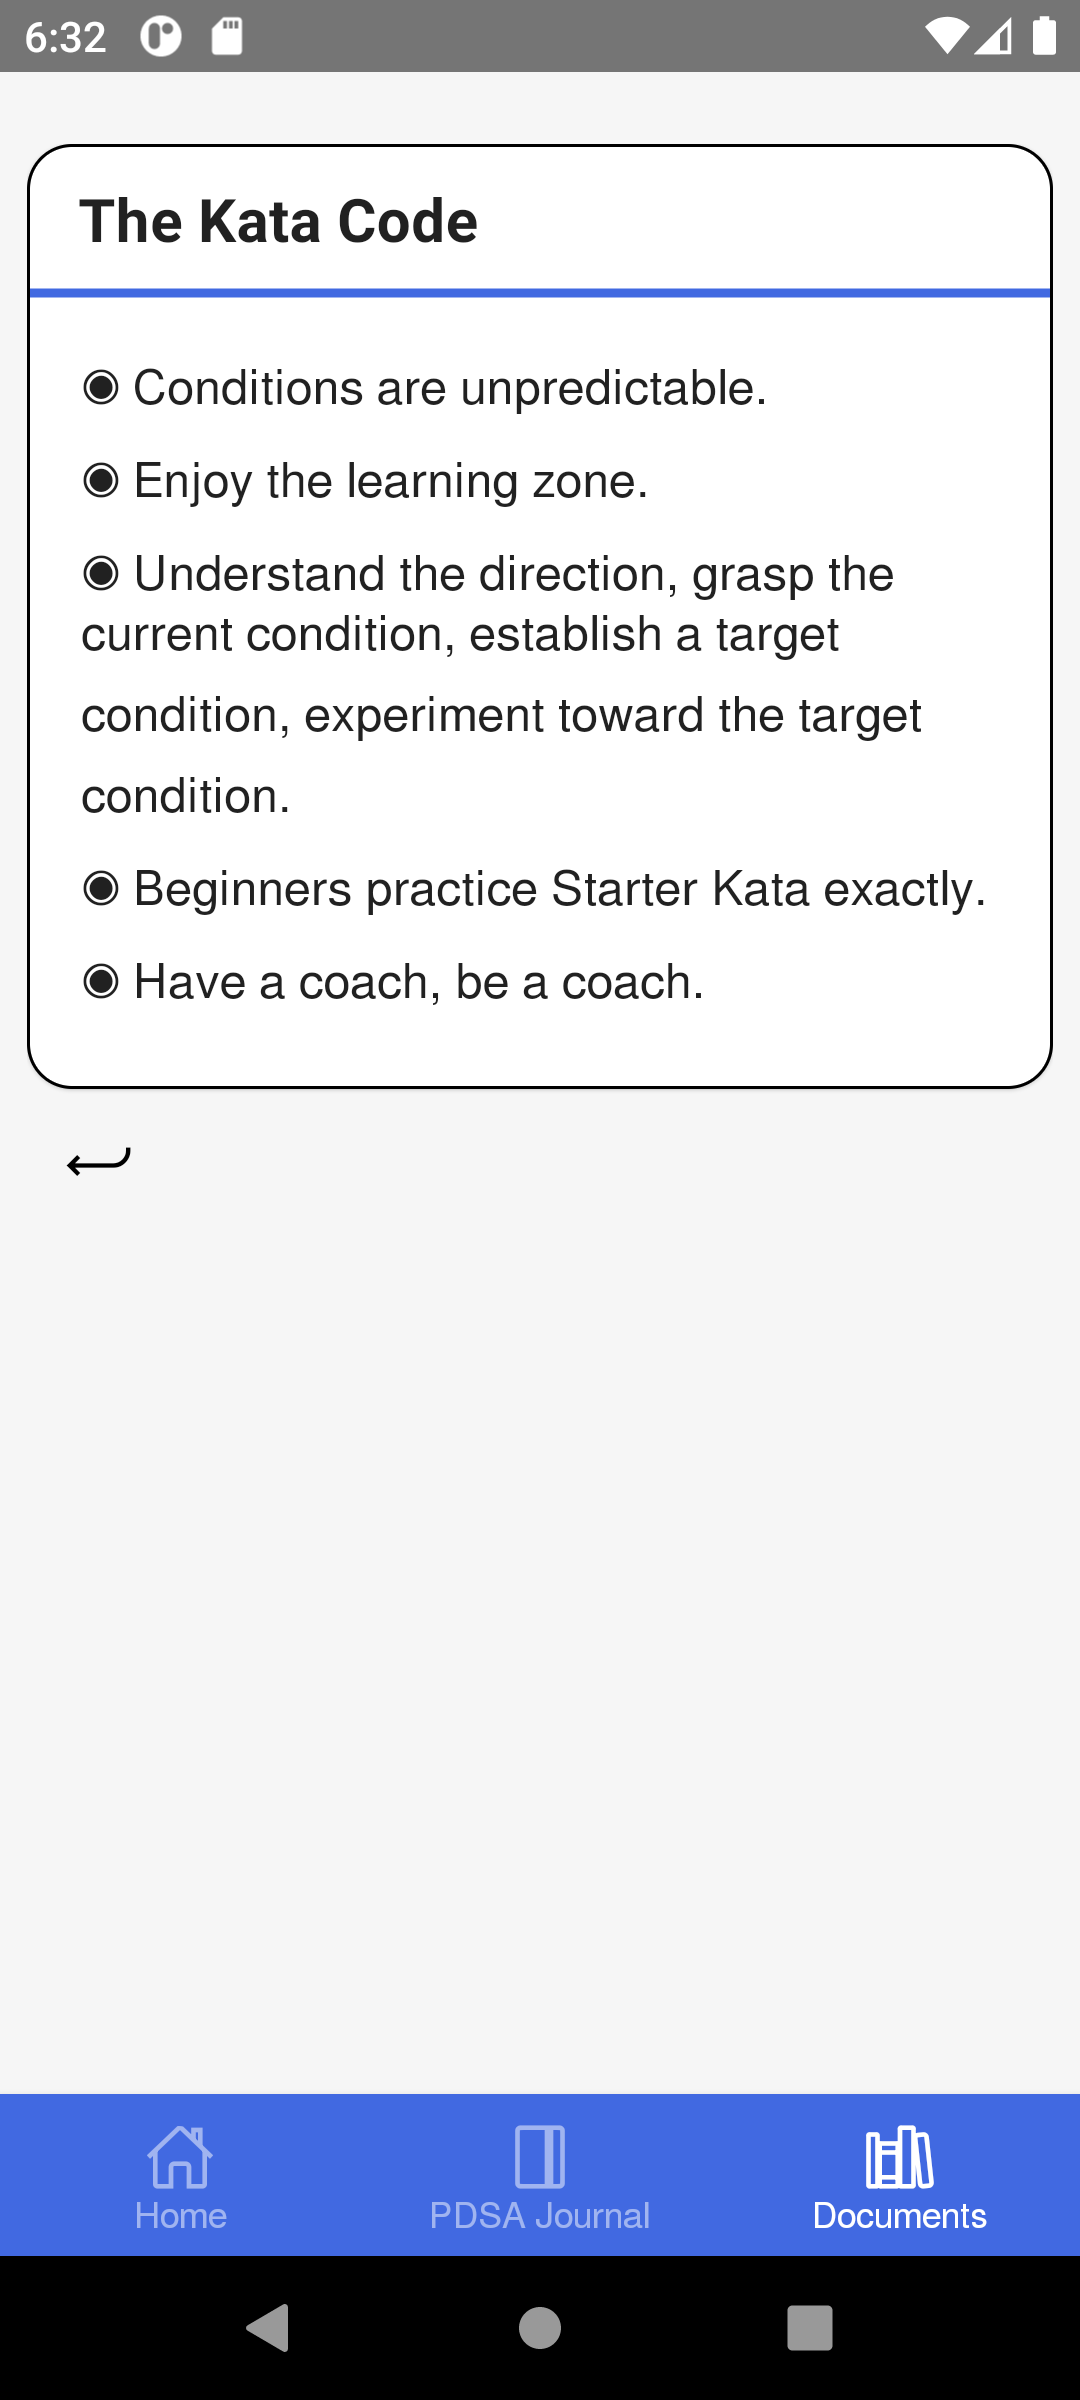 6:32
The Kata Code
◉ Conditions are unpredictable.
◉ Enjoy the learning zone.
◉ Understand the direction, grasp the
current condition, establish a target
condition, experiment toward the target
condition.
◉ Beginners practice Starter Kata exactly.
◉ Have a coach, be a coach.
Home
PDSA Journal
Documents